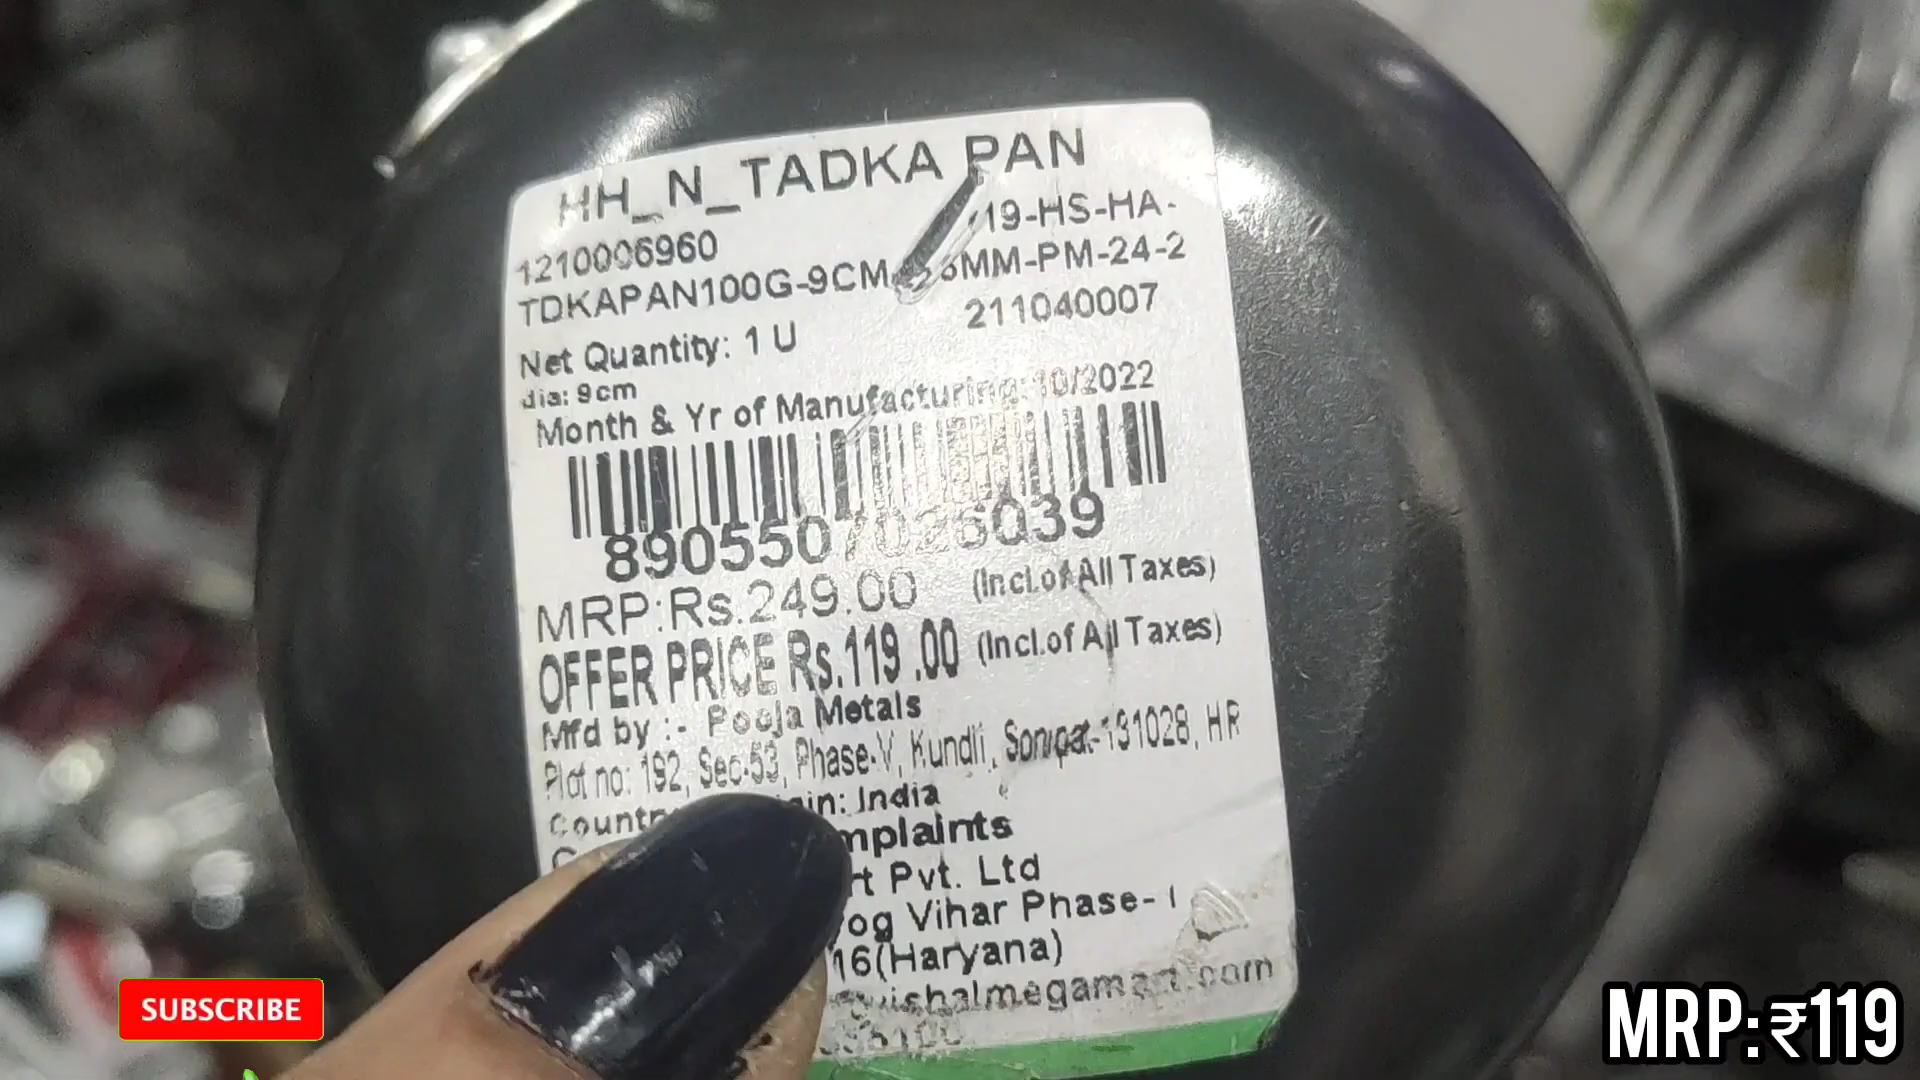 HH_N_TADKA PAN
1210006960 19-HS-HA-
TDKAPAN100G-9CM MM-PM-24-2
211040007
Net Quantity: 1 U
dia: 9cm
Month & Yr of Manufacturing: 10/2022
MRP:Rs.249.00 (Incl.of All Taxes)
OFFER PRICE Rs.119.00 (Incl.of All Taxes)
Mfd by :- Pooja Metals
Plot no: 192, Sec-53, Phase-V, Kundli, Sonipat-131028, HR
India
Pvt. Ltd
Vihar Phase- I
16(Haryana)
SUBSCRIBE
MRP:₹119